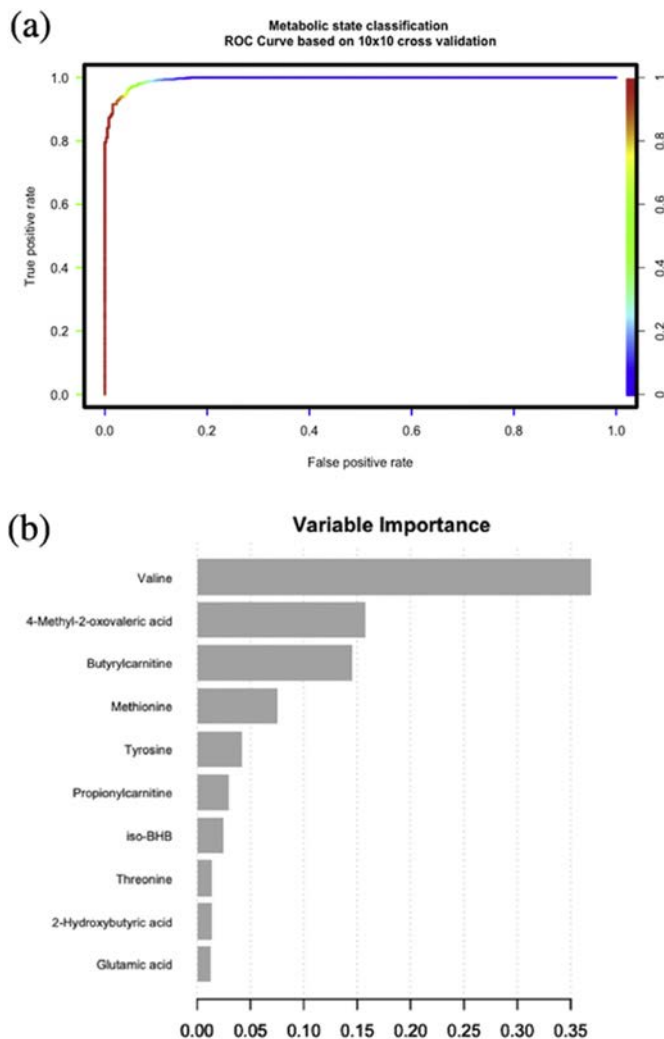 (a)
Metabolic state classification
ROC Curve based on 10x10 cross validation
1.0
0.8
0.6
0.4
0.2
0.0
True positive rate
1
0.8
0.6
0.4
0.2
0
0.0 0.2 0.4 0.6 0.8 1.0
False positive rate
(b)
Variable Importance
Valine
4-Methyl-2-oxovaleric acid
Butyrylcarnitine
Methionine
Tyrosine
Propionylcarnitine
iso-BHB
Threonine
2-Hydroxybutyric acid
Glutamic acid
0.00 0.05 0.10 0.15 0.20 0.25 0.30 0.35